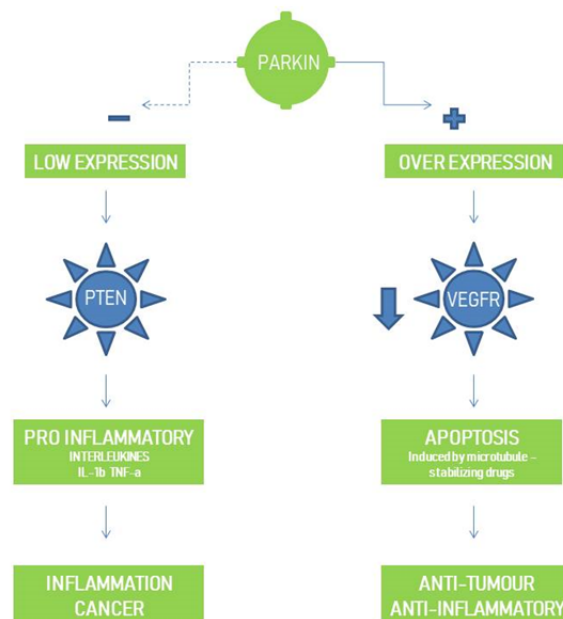 PARKIN
LOW EXPRESSION
PTEN
PRO INFLAMMATORY
INTERLEUKINES
IL-1b TNF-a
INFLAMMATION
CANCER
OVER EXPRESSION
VEGFR
APOPTOSIS
Induced by microtubule –
stabilizing drugs
ANTI-TUMOUR
ANTI-INFLAMMATORY